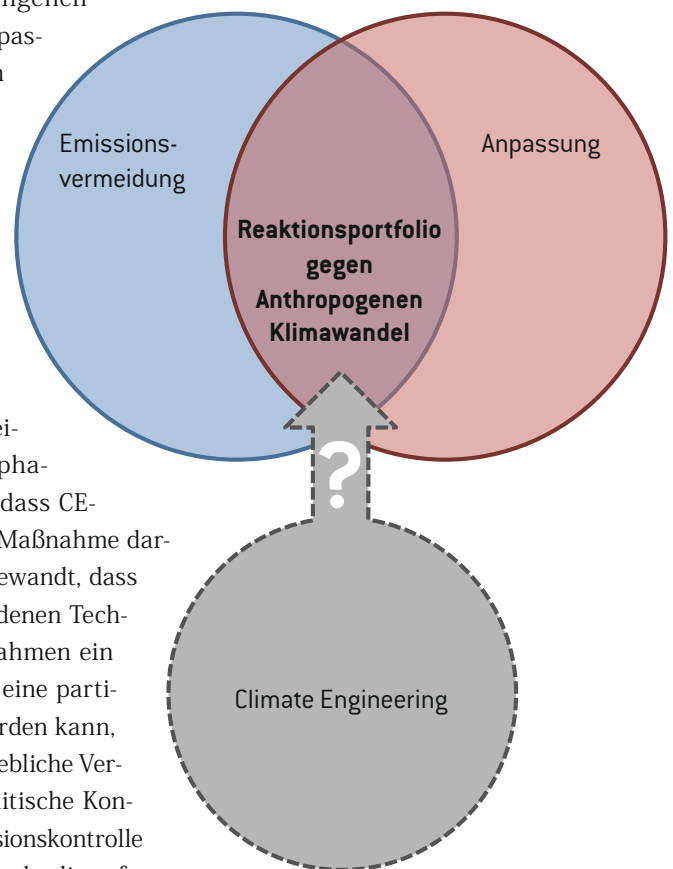 ngenen
pas-
Emissions-
vermeidung
Anpassung
Reaktionsportfolio
gegen
Anthropogenen
Klimawandel
?
Climate Engineering
ei-
pha-
dass CE-
Maßnahme dar-
ewandt, dass
denen Tech-
ahmen ein
eine parti-
rden kann,
ebliche Ver-
litische Kon-
sionskontrolle